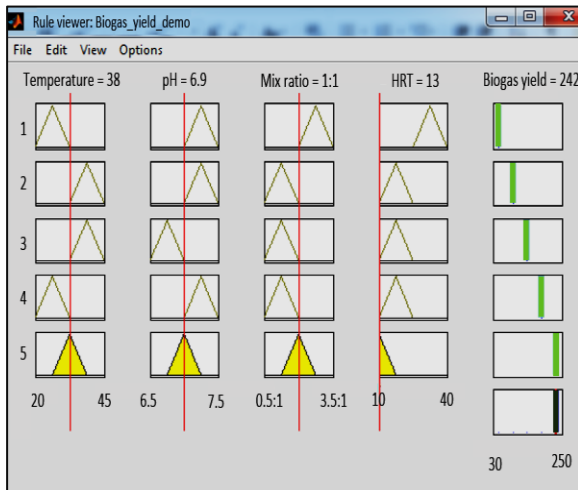 Rule viewer: Biogas_yield_demo
File Edit View Options
Temperature = 38 pH = 6.9 Mix ratio = 1:1 HRT = 13 Biogas yield = 242
1
2
3
4
5
20 45 6.5 7.5 0.5:1 3.5:1 10 40
30 250